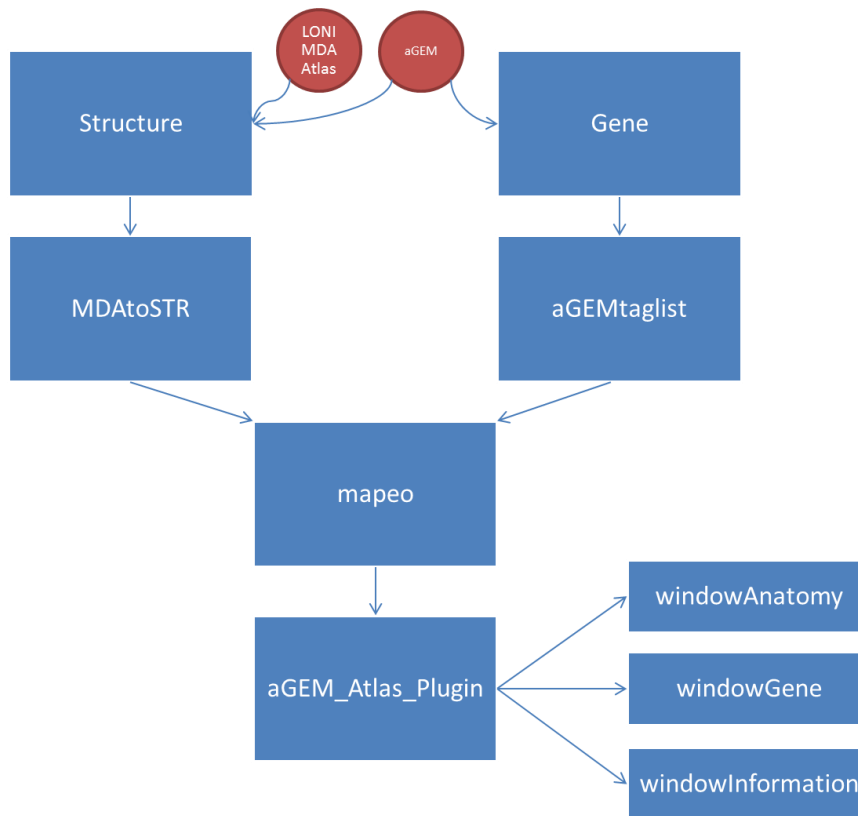 LONI
MDA
Atlas
aGEM
Structure
Gene
MDAtoSTR
aGEMtaglist
mapeo
windowAnatomy
aGEM_Atlas_Plugin
windowGene
windowInformation